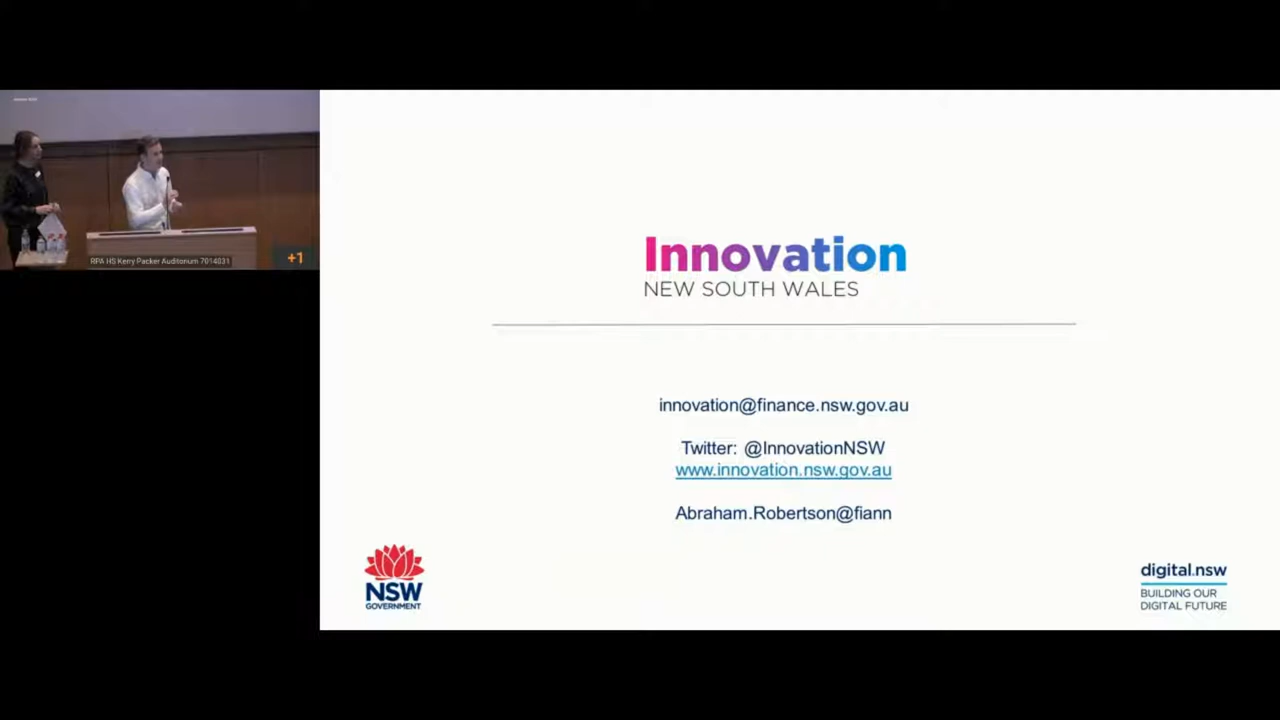 RPA HS Kerry Packer Auditorium 7014031
+1
Innovation
NEW SOUTH WALES
innovation@finance.nsw.gov.au
Twitter: @InnovationNSW
www.innovation.nsw.gov.au
Abraham.Robertson@fiann
NSW
GOVERNMENT
digital.nsw
BUILDING OUR
DIGITAL FUTURE